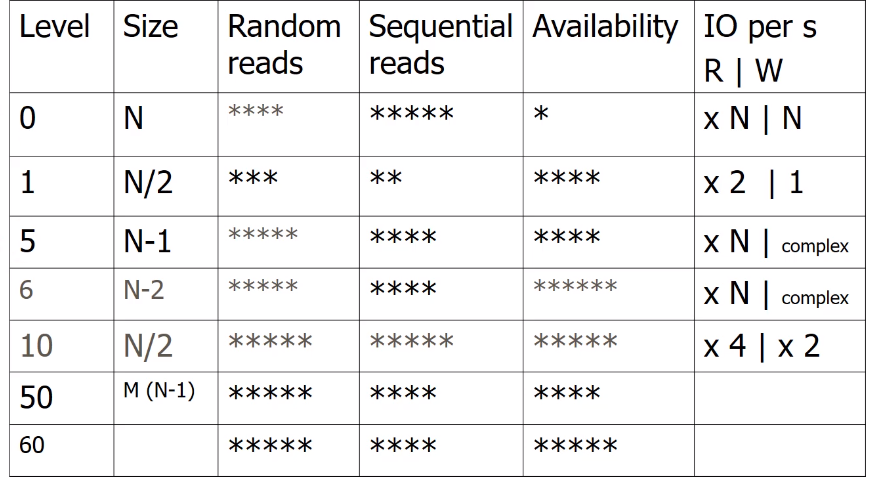 Level Size Random reads Sequential reads Availability IO per s R | W
0 N **** ***** * x N | N
1 N/2 *** ** **** x 2 | 1
5 N-1 ***** **** **** x N | complex
6 N-2 ***** **** ****** x N | complex
10 N/2 ***** ***** ***** x 4 | x 2
50 M (N-1) ***** **** ****
60 ***** **** *****